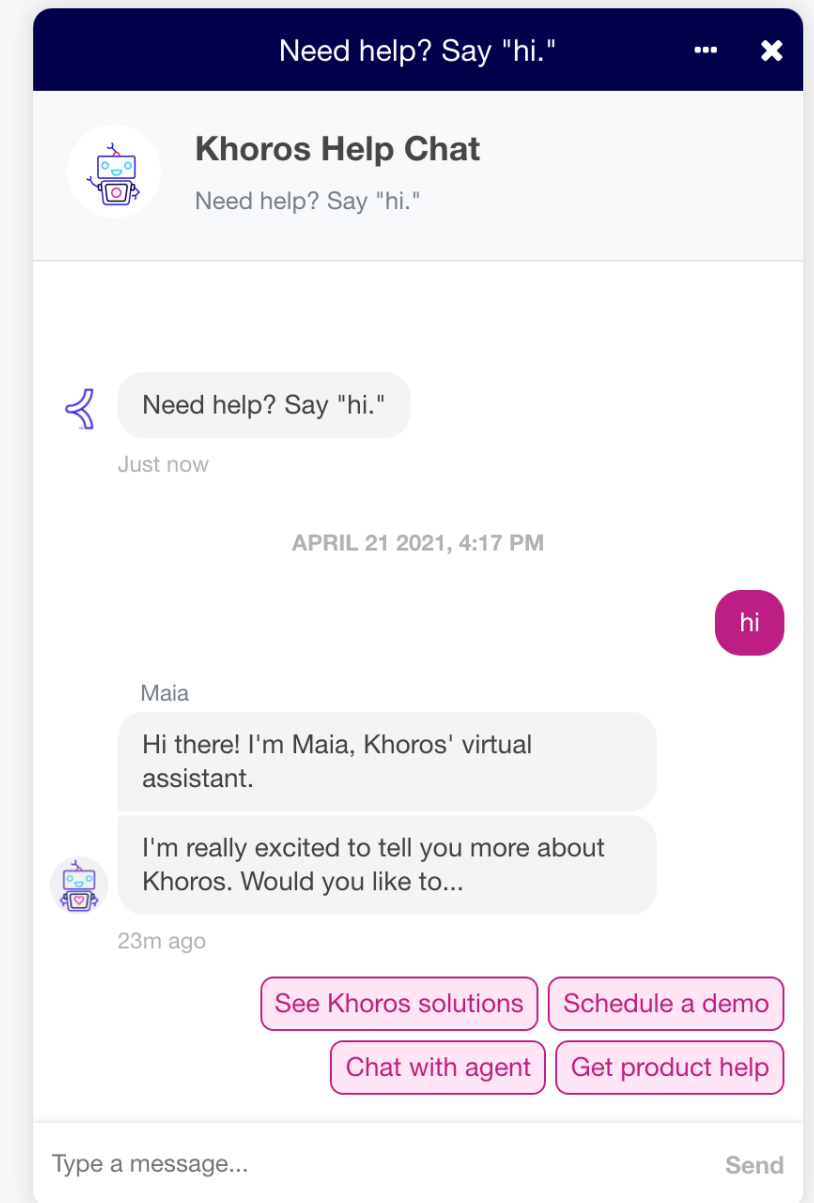 Need help? Say "hi."
Khoros Help Chat
Need help? Say "hi."
Need help? Say "hi."
Just now
APRIL 21 2021, 4:17 PM
hi
Maia
Hi there! I'm Maia, Khoros' virtual
assistant.
I'm really excited to tell you more about
Khoros. Would you like to...
23m ago
See Khoros solutions
Schedule a demo
Chat with agent
Get product help
Type a message...
Send